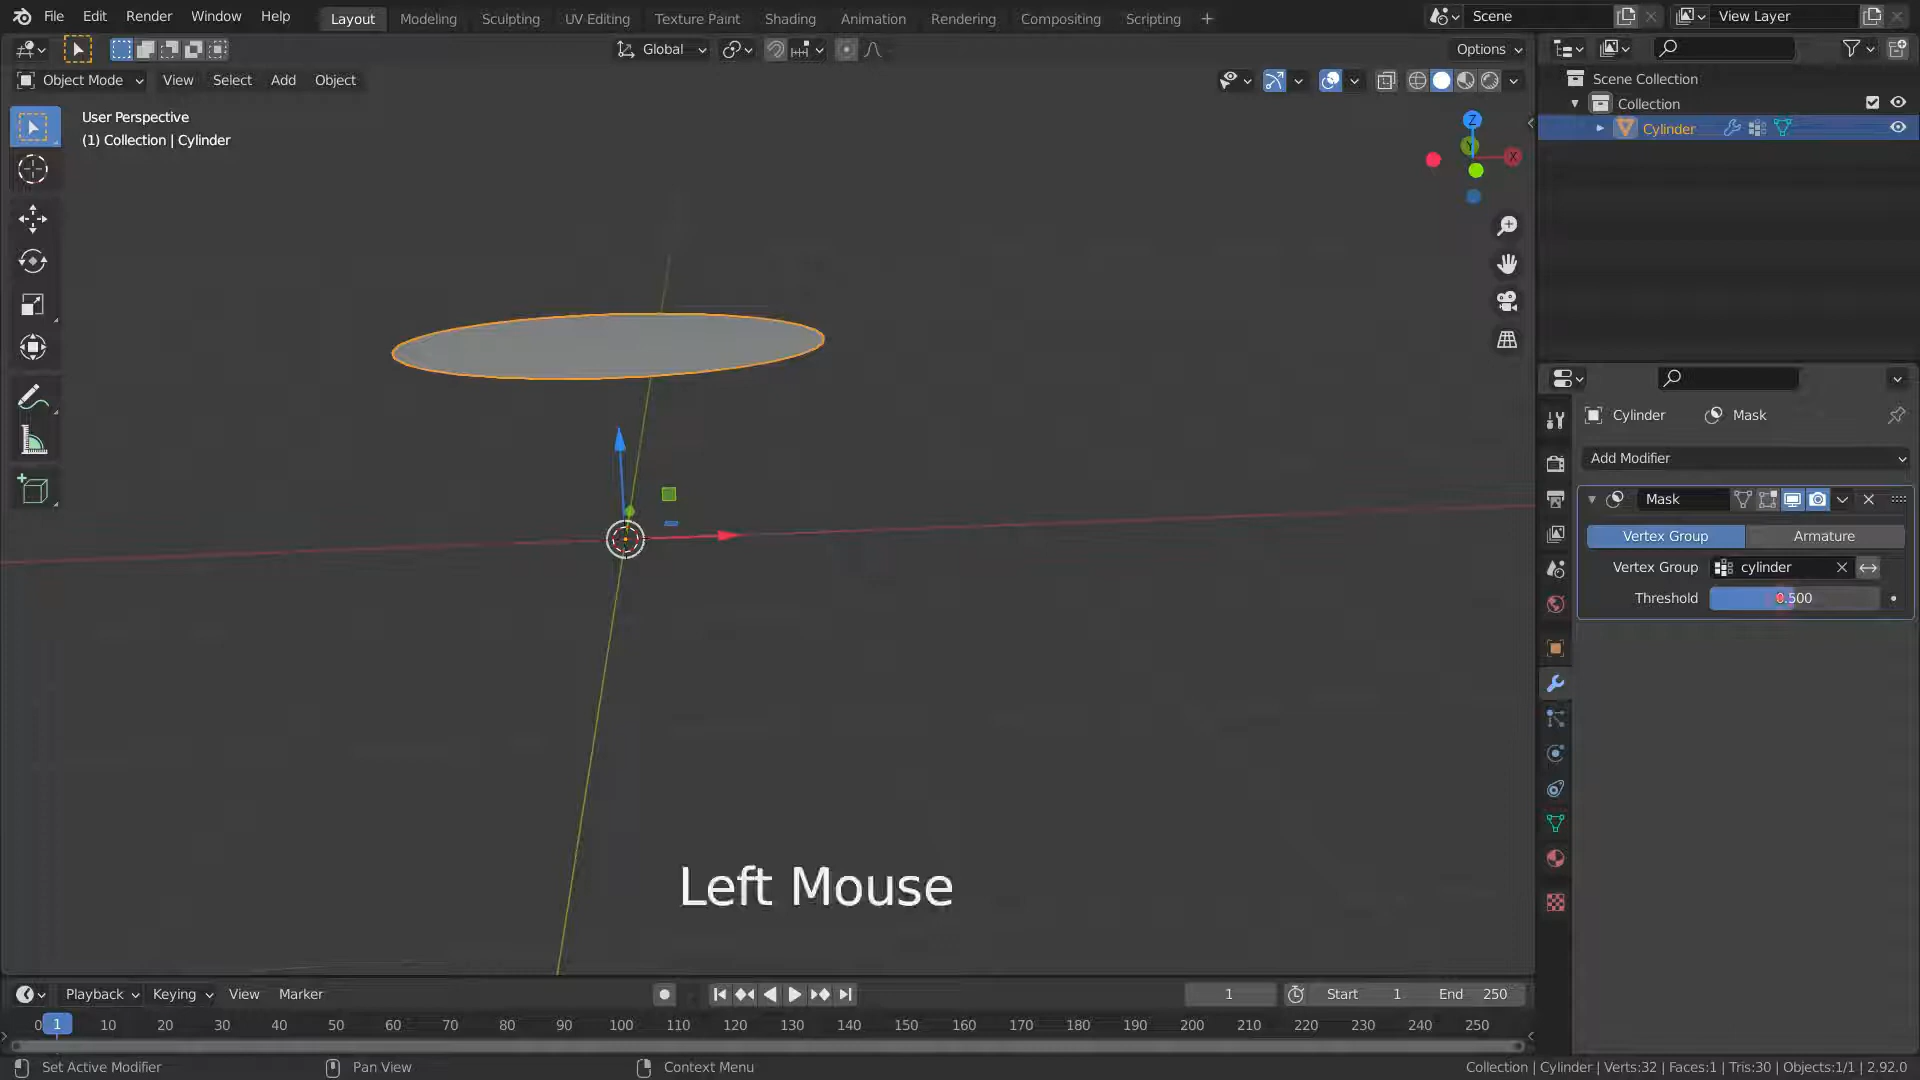 File Edit Render Window Help Layout Modeling Sculpting UV Editing Texture Paint Shading Animation Rendering Compositing Scripting + Scene View Layer
Global Options
Object Mode View Select Add Object
User Perspective
(1) Collection | Cylinder
Z
Y
X
Scene Collection
Collection
Cylinder
Cylinder Mask
Add Modifier
Mask
Vertex Group Armature
Vertex Group cylinder
Threshold 0.500
Left Mouse
Playback Keying View Marker 1 Start 1 End 250
0 1 10 20 30 40 50 60 70 80 90 100 110 120 130 140 150 160 170 180 190 200 210 220 230 240 250
Set Active Modifier Pan View Context Menu Collection | Cylinder | Verts:32 | Faces:1 | Tris:30 | Objects:1/1 | 2.92.0